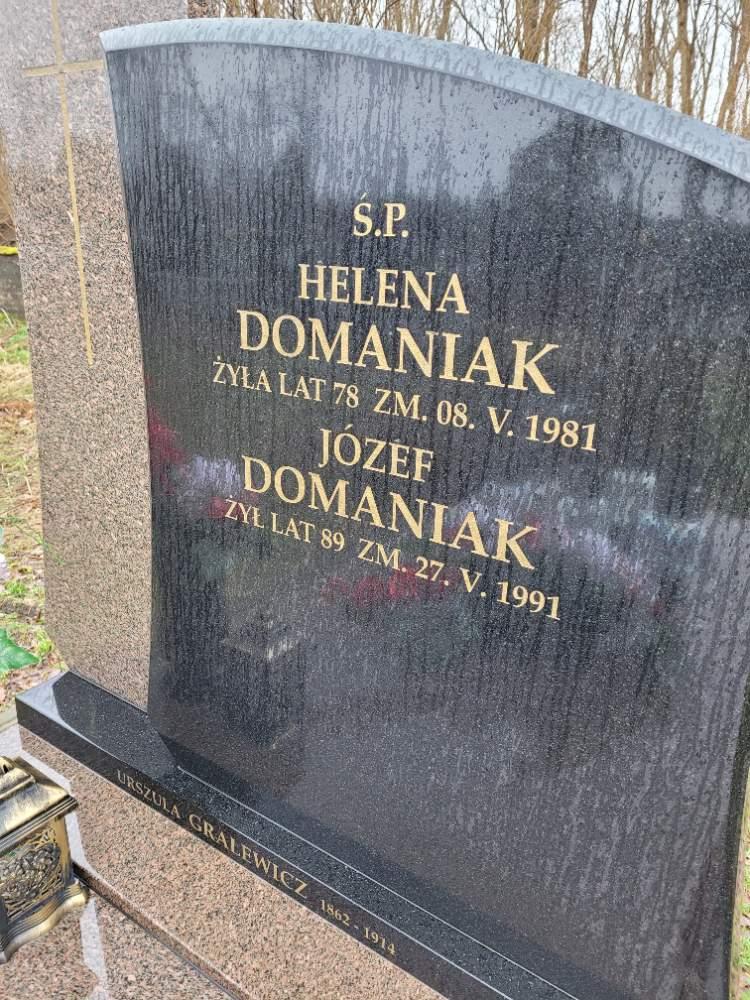 Ś.P.
HELENA
DOMANIAK
ŻYŁA LAT 78 ZM. 08. V. 1981
JÓZEF
DOMANIAK
ŻYŁ LAT 89 ZM. 27. V. 1991
URSZULA GRALEWICZ 1862 - 1914